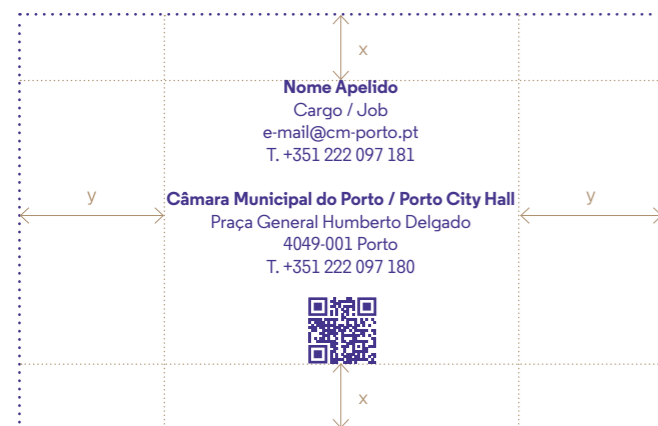 x
Nome Apelido
Cargo / Job
e-mail@cm-porto.pt
T. +351 222 097 181
y
Câmara Municipal do Porto / Porto City Hall
y
Praça General Humberto Delgado
4049-001 Porto
T. +351 222 097 180
x